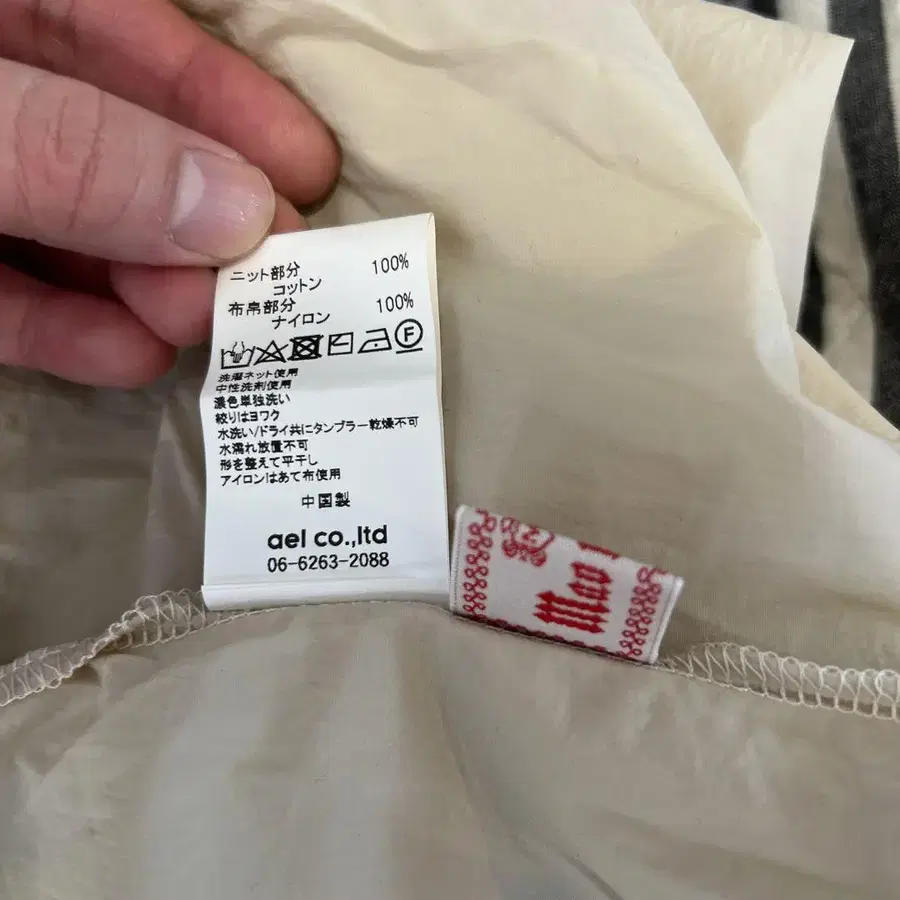 ニット部分 100%
コットン
布帛部分 100%
ナイロン
F
洗濯ネット使用
中性洗剤使用
濃色単独洗い
絞りはヨワク
水洗い/ドライ共にタンブラー乾燥不可
水濡れ放置不可
形を整えて平干し
アイロンはあて布使用
中国製
ael co.,ltd
06-6263-2088
Mao